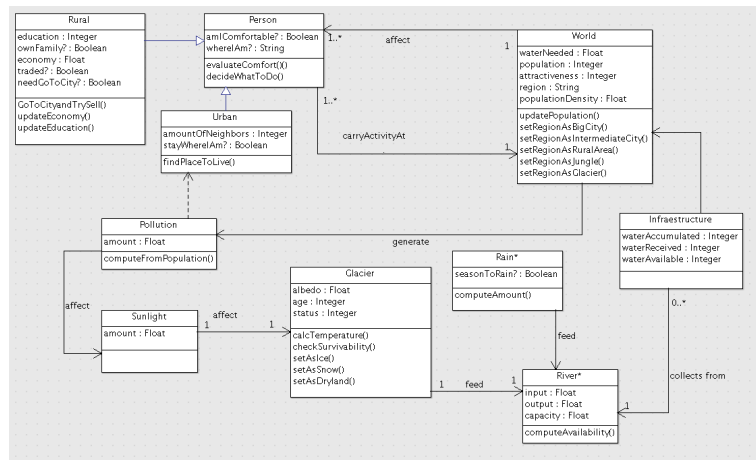 Rural
education : Integer
ownFamily? : Boolean
economy : Float
traded? : Boolean
needGoToCity? : Boolean
GoToCityandTrySell()
updateEconomy()
updateEducation()
Person
amIComfortable? : Boolean
whereIAm? : String
evaluateComfort()()
decideWhatToDo()
1..*
affect
1
World
waterNeeded : Float
population : Integer
attractiveness : Integer
region : String
populationDensity : Float
updatePopulation()
setRegionAsBigCity()
setRegionAsIntermediateCity()
setRegionAsRuralArea()
setRegionAsJungle()
setRegionAsGlacier()
1..*
carryActivityAt
1
Urban
amountOfNeighbors : Integer
stayWhereIAm? : Boolean
findPlaceToLive()
Pollution
amount : Float
computeFromPopulation()
generate
Infraestructure
waterAccumulated : Integer
waterReceived : Integer
waterAvailable : Integer
Rain*
seasonToRain? : Boolean
computeAmount()
Glacier
albedo : Float
age : Integer
status : Integer
calcTemperature()
checkSurvivability()
setAsIce()
setAsSnow()
setAsDryland()
affect
Sunlight
amount : Float
1
affect
1
feed
0..*
collects from
1
1
feed
1
River*
input : Float
output : Float
capacity : Float
computeAvailability()